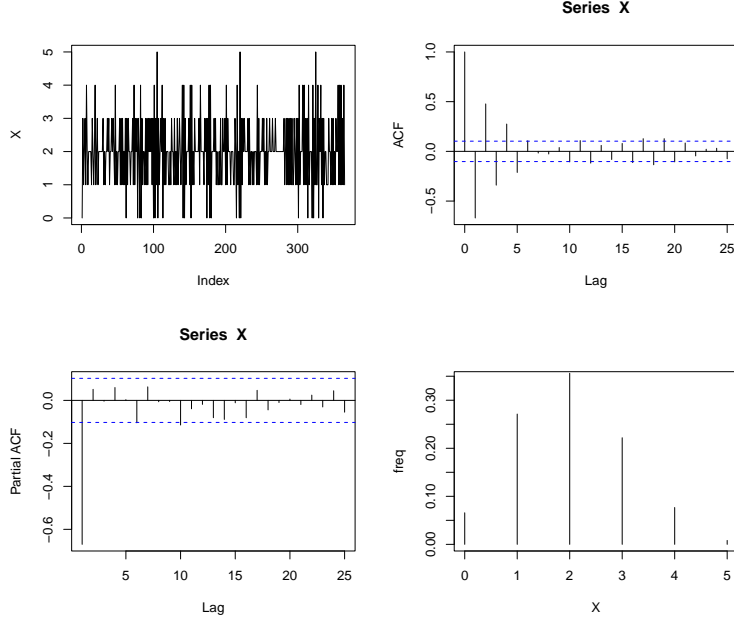 X
0 1 2 3 4 5
0 100 200 300
Index
Series X
ACF
−0.5 0.0 0.5 1.0
0 5 10 15 20 25
Lag
Series X
Partial ACF
−0.6 −0.4 −0.2 0.0
5 10 15 20 25
Lag
freq
0.00 0.10 0.20 0.30
0 1 2 3 4 5
X